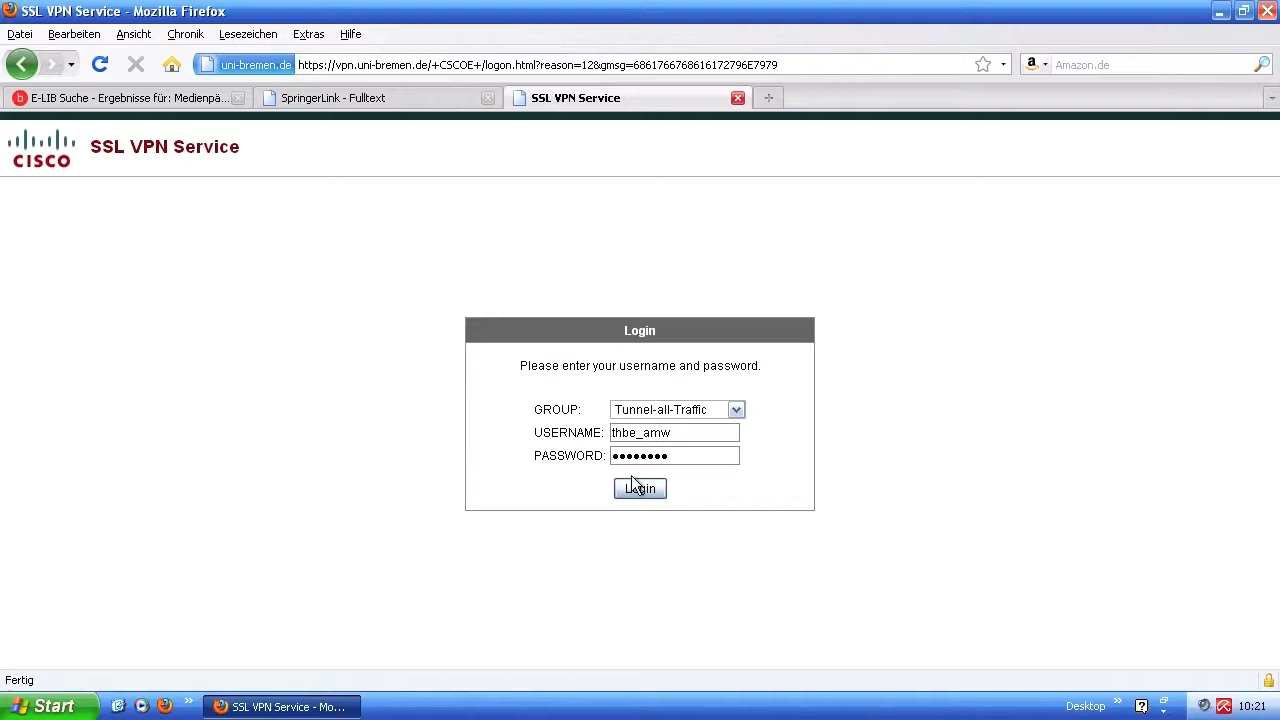 SSL VPN Service - Mozilla Firefox
Datei Bearbeiten Ansicht Chronik Lesezeichen Extras Hilfe
uni-bremen.de https://vpn.uni-bremen.de/+CSCOE+/logon.html?reason=12&gmsg=6861766768616172796E7979 Amazon.de
E-LIB Suche - Ergebnisse für: Medienpä... SpringerLink - Fulltext SSL VPN Service
CISCO SSL VPN Service
Login
Please enter your username and password.
GROUP: Tunnel-all-Traffic
USERNAME: thbe_amw
PASSWORD: ••••••••
Login
Fertig
Start SSL VPN Service - Mo... Desktop 10:21